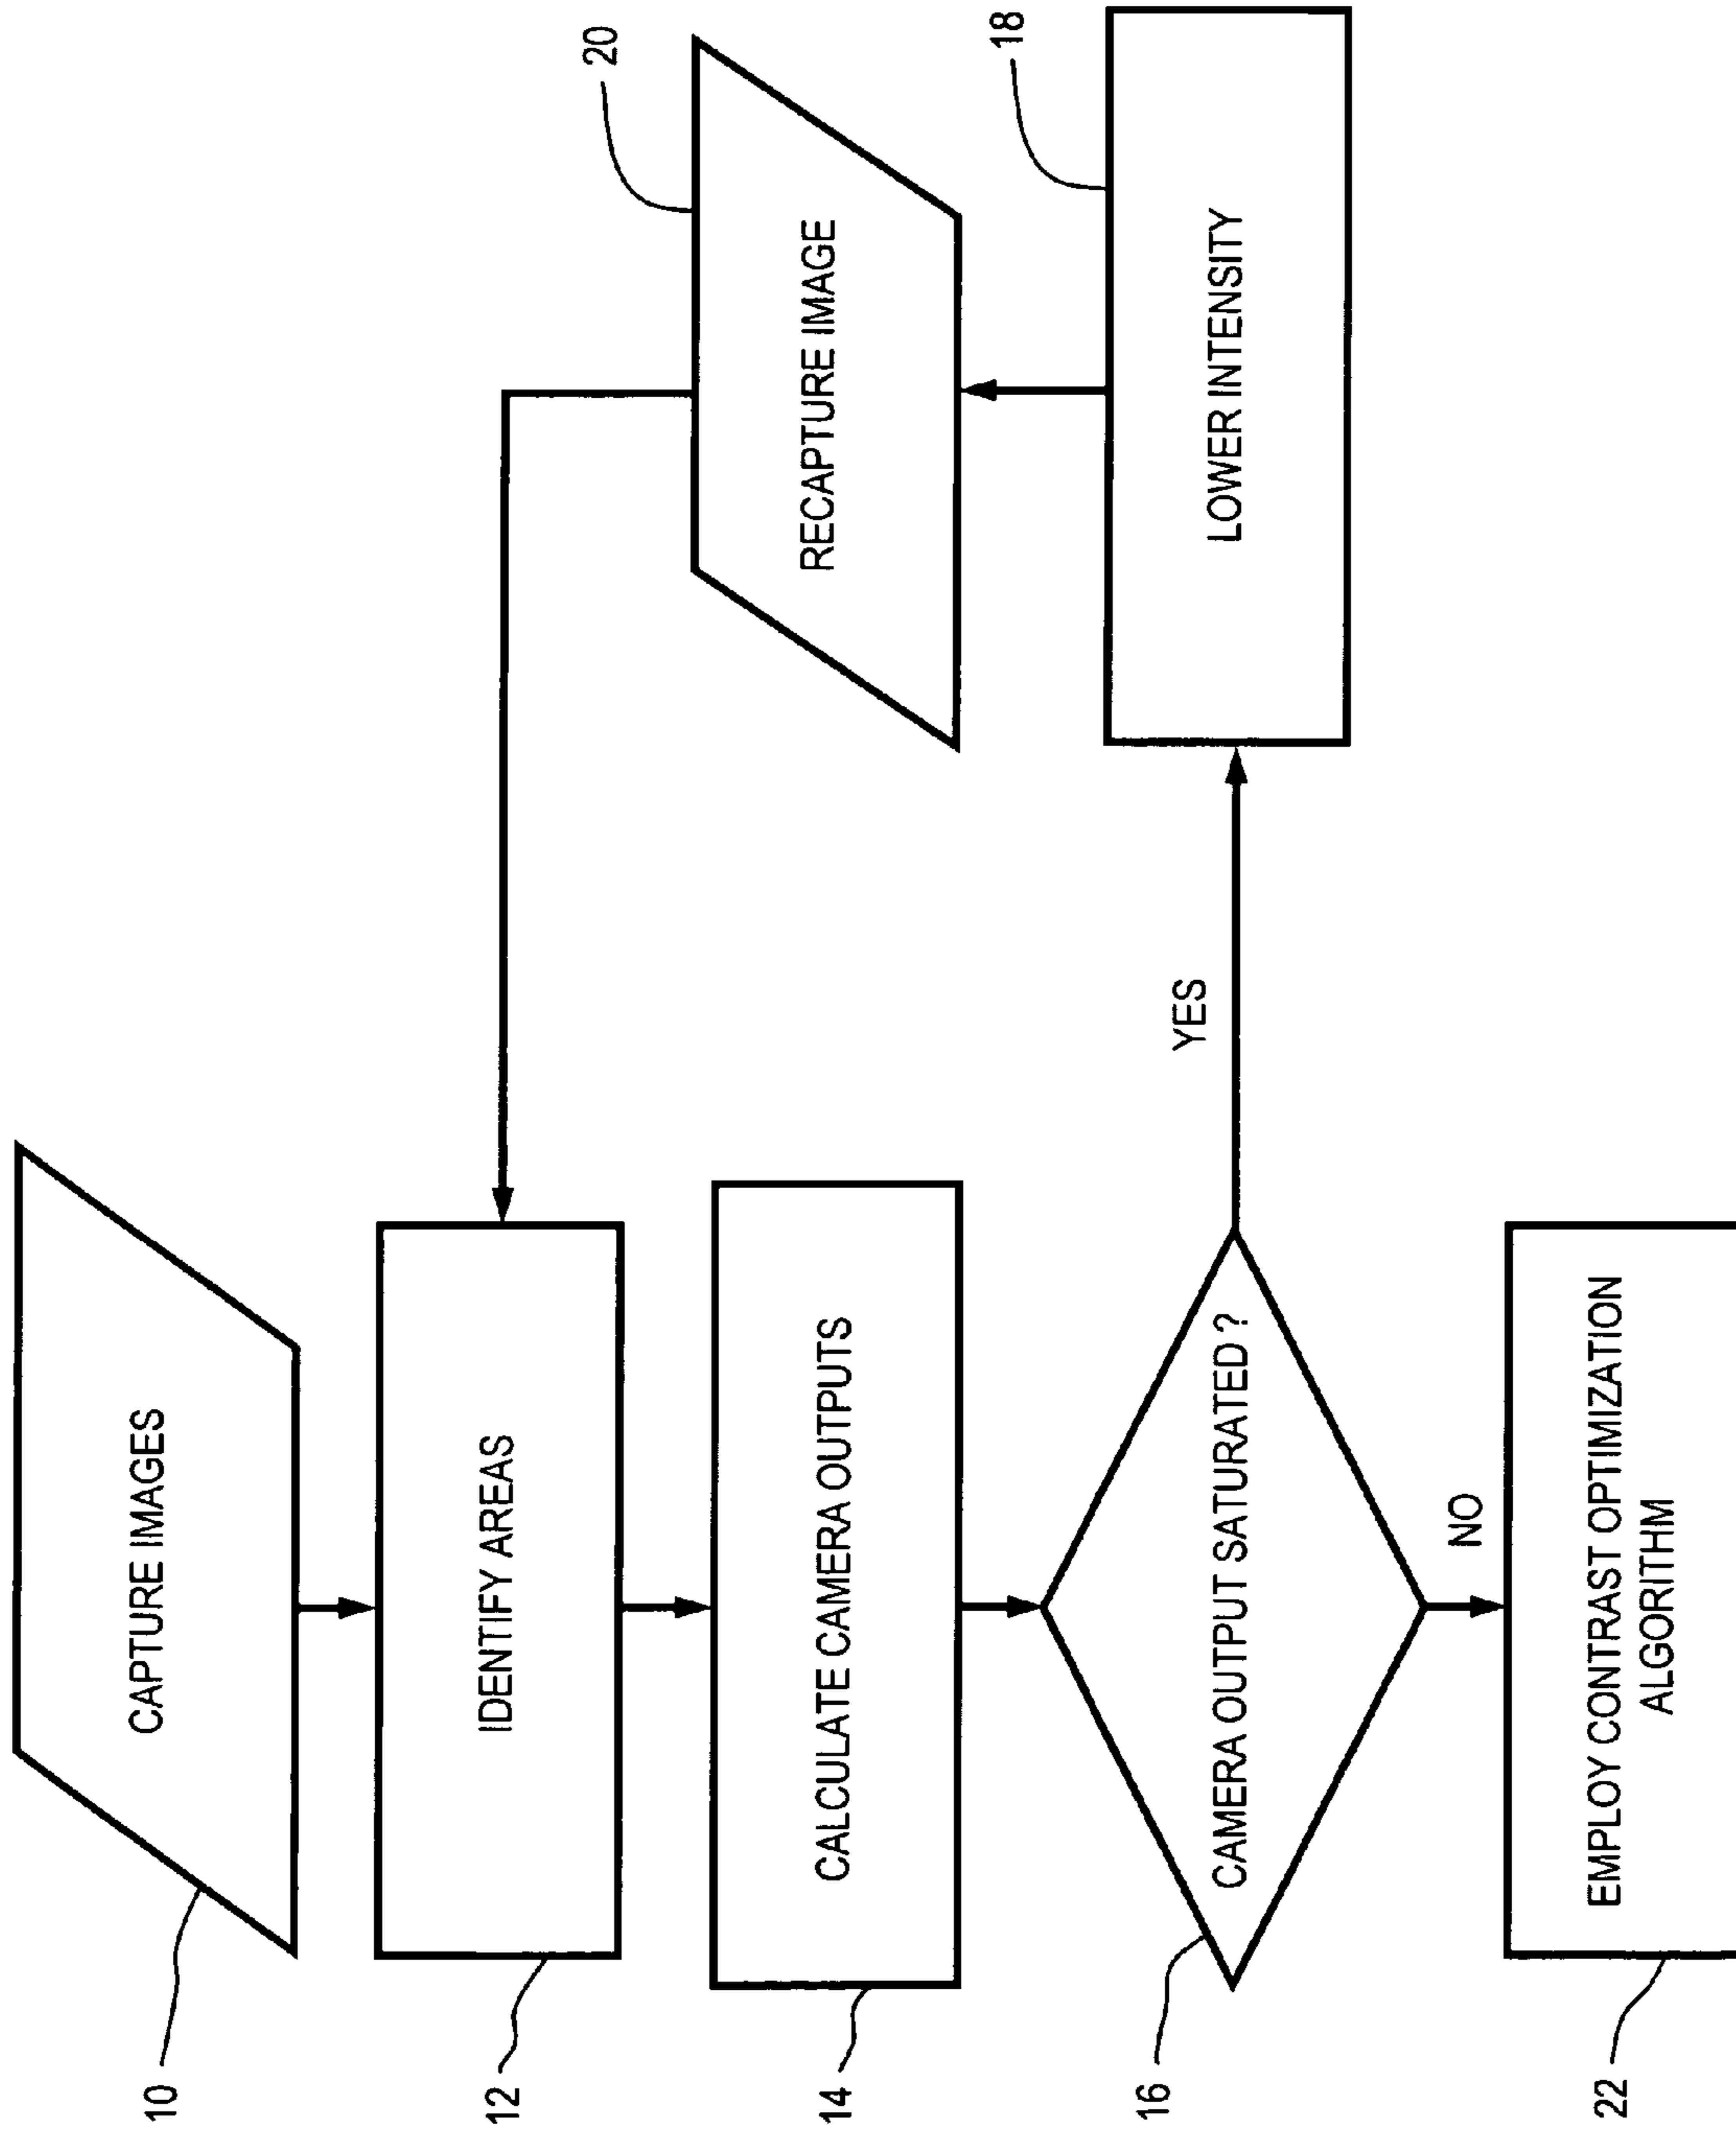 10
CAPTURE IMAGES
12
IDENTIFY AREAS
14
CALCULATE CAMERA OUTPUTS
16
CAMERA OUTPUT SATURATED ?
YES
NO
18
LOWER INTENSITY
20
RECAPTURE IMAGE
22
EMPLOY CONTRAST OPTIMIZATION
ALGORITHM